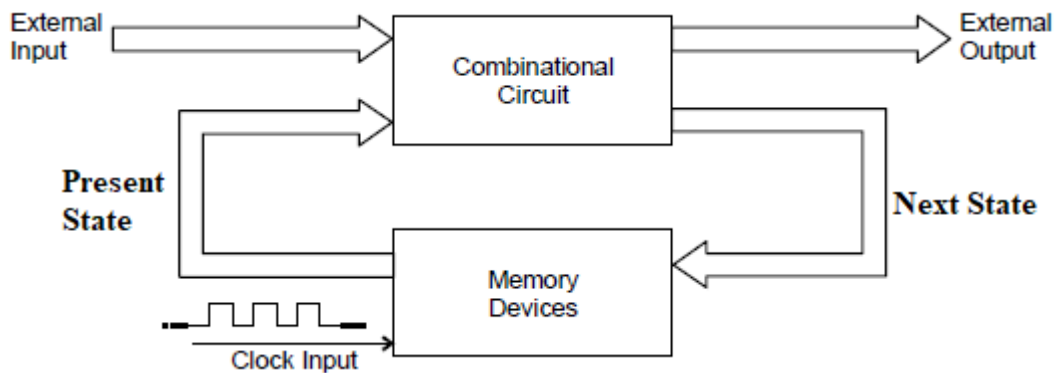 External
Input
Combinational
Circuit
External
Output
Present
State
Next State
Memory
Devices
Clock Input